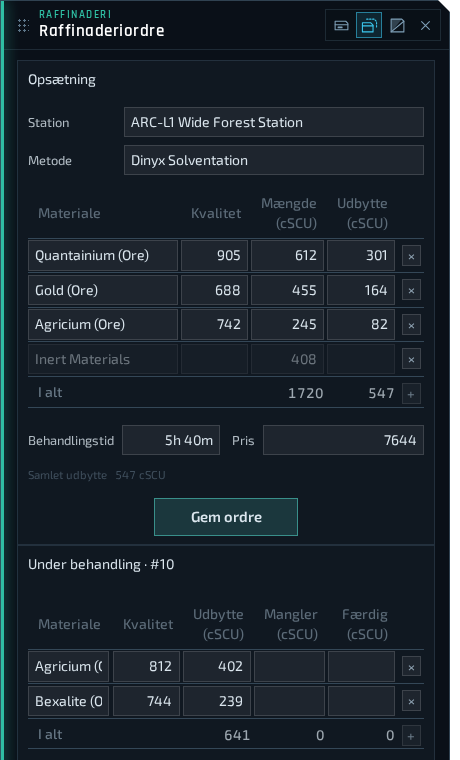 RAFFINADERI
Raffinaderiordre
Opsætning
Station ARC-L1 Wide Forest Station
Metode Dinyx Solventation
Materiale Kvalitet Mængde (cSCU) Udbytte (cSCU)
Quantainium (Ore) 905 612 301 ×
Gold (Ore) 688 455 164 ×
Agricium (Ore) 742 245 82 ×
Inert Materials 408 ×
I alt 1720 547 +
Behandlingstid 5h 40m Pris 7644
Samlet udbytte 547 cSCU
Gem ordre
Under behandling · #10
Materiale Kvalitet Udbytte (cSCU) Mangler (cSCU) Færdig (cSCU)
Agricium (O 812 402 ×
Bexalite (O 744 239 ×
I alt 641 0 0 +